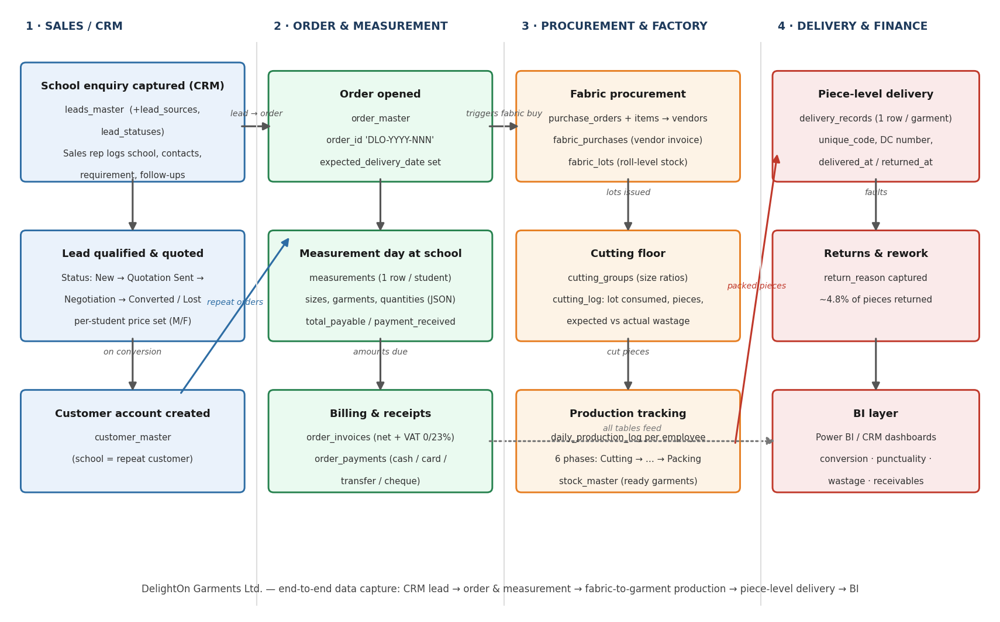 1 · SALES / CRM
2 · ORDER & MEASUREMENT
3 · PROCUREMENT & FACTORY
4 · DELIVERY & FINANCE
School enquiry captured (CRM)
leads_master  (+lead_sources,
lead_statuses)
Sales rep logs school, contacts,
requirement, follow-ups
lead → order
Order opened
order_master
order_id 'DLO-YYYY-NNN'
expected_delivery_date set
triggers fabric buy
Fabric procurement
purchase_orders + items → vendors
fabric_purchases (vendor invoice)
fabric_lots (roll-level stock)
lots issued
Piece-level delivery
delivery_records (1 row / garment)
unique_code, DC number,
delivered_at / returned_at
faults
Lead qualified & quoted
Status: New → Quotation Sent →
Negotiation → Converted / Lost
per-student price set (M/F)
on conversion
repeat orders
Measurement day at school
measurements (1 row / student)
sizes, garments, quantities (JSON)
total_payable / payment_received
amounts due
Cutting floor
cutting_groups (size ratios)
cutting_log: lot consumed, pieces,
expected vs actual wastage
cut pieces
packed pieces
Returns & rework
return_reason captured
~4.8% of pieces returned
Customer account created
customer_master
(school = repeat customer)
Billing & receipts
order_invoices (net + VAT 0/23%)
order_payments (cash / card /
transfer / cheque)
Production tracking
all tables feed
daily_production_log per employee
6 phases: Cutting → … → Packing
stock_master (ready garments)
BI layer
Power BI / CRM dashboards
conversion · punctuality ·
wastage · receivables
DelightOn Garments Ltd. — end-to-end data capture: CRM lead → order & measurement → fabric-to-garment production → piece-level delivery → BI